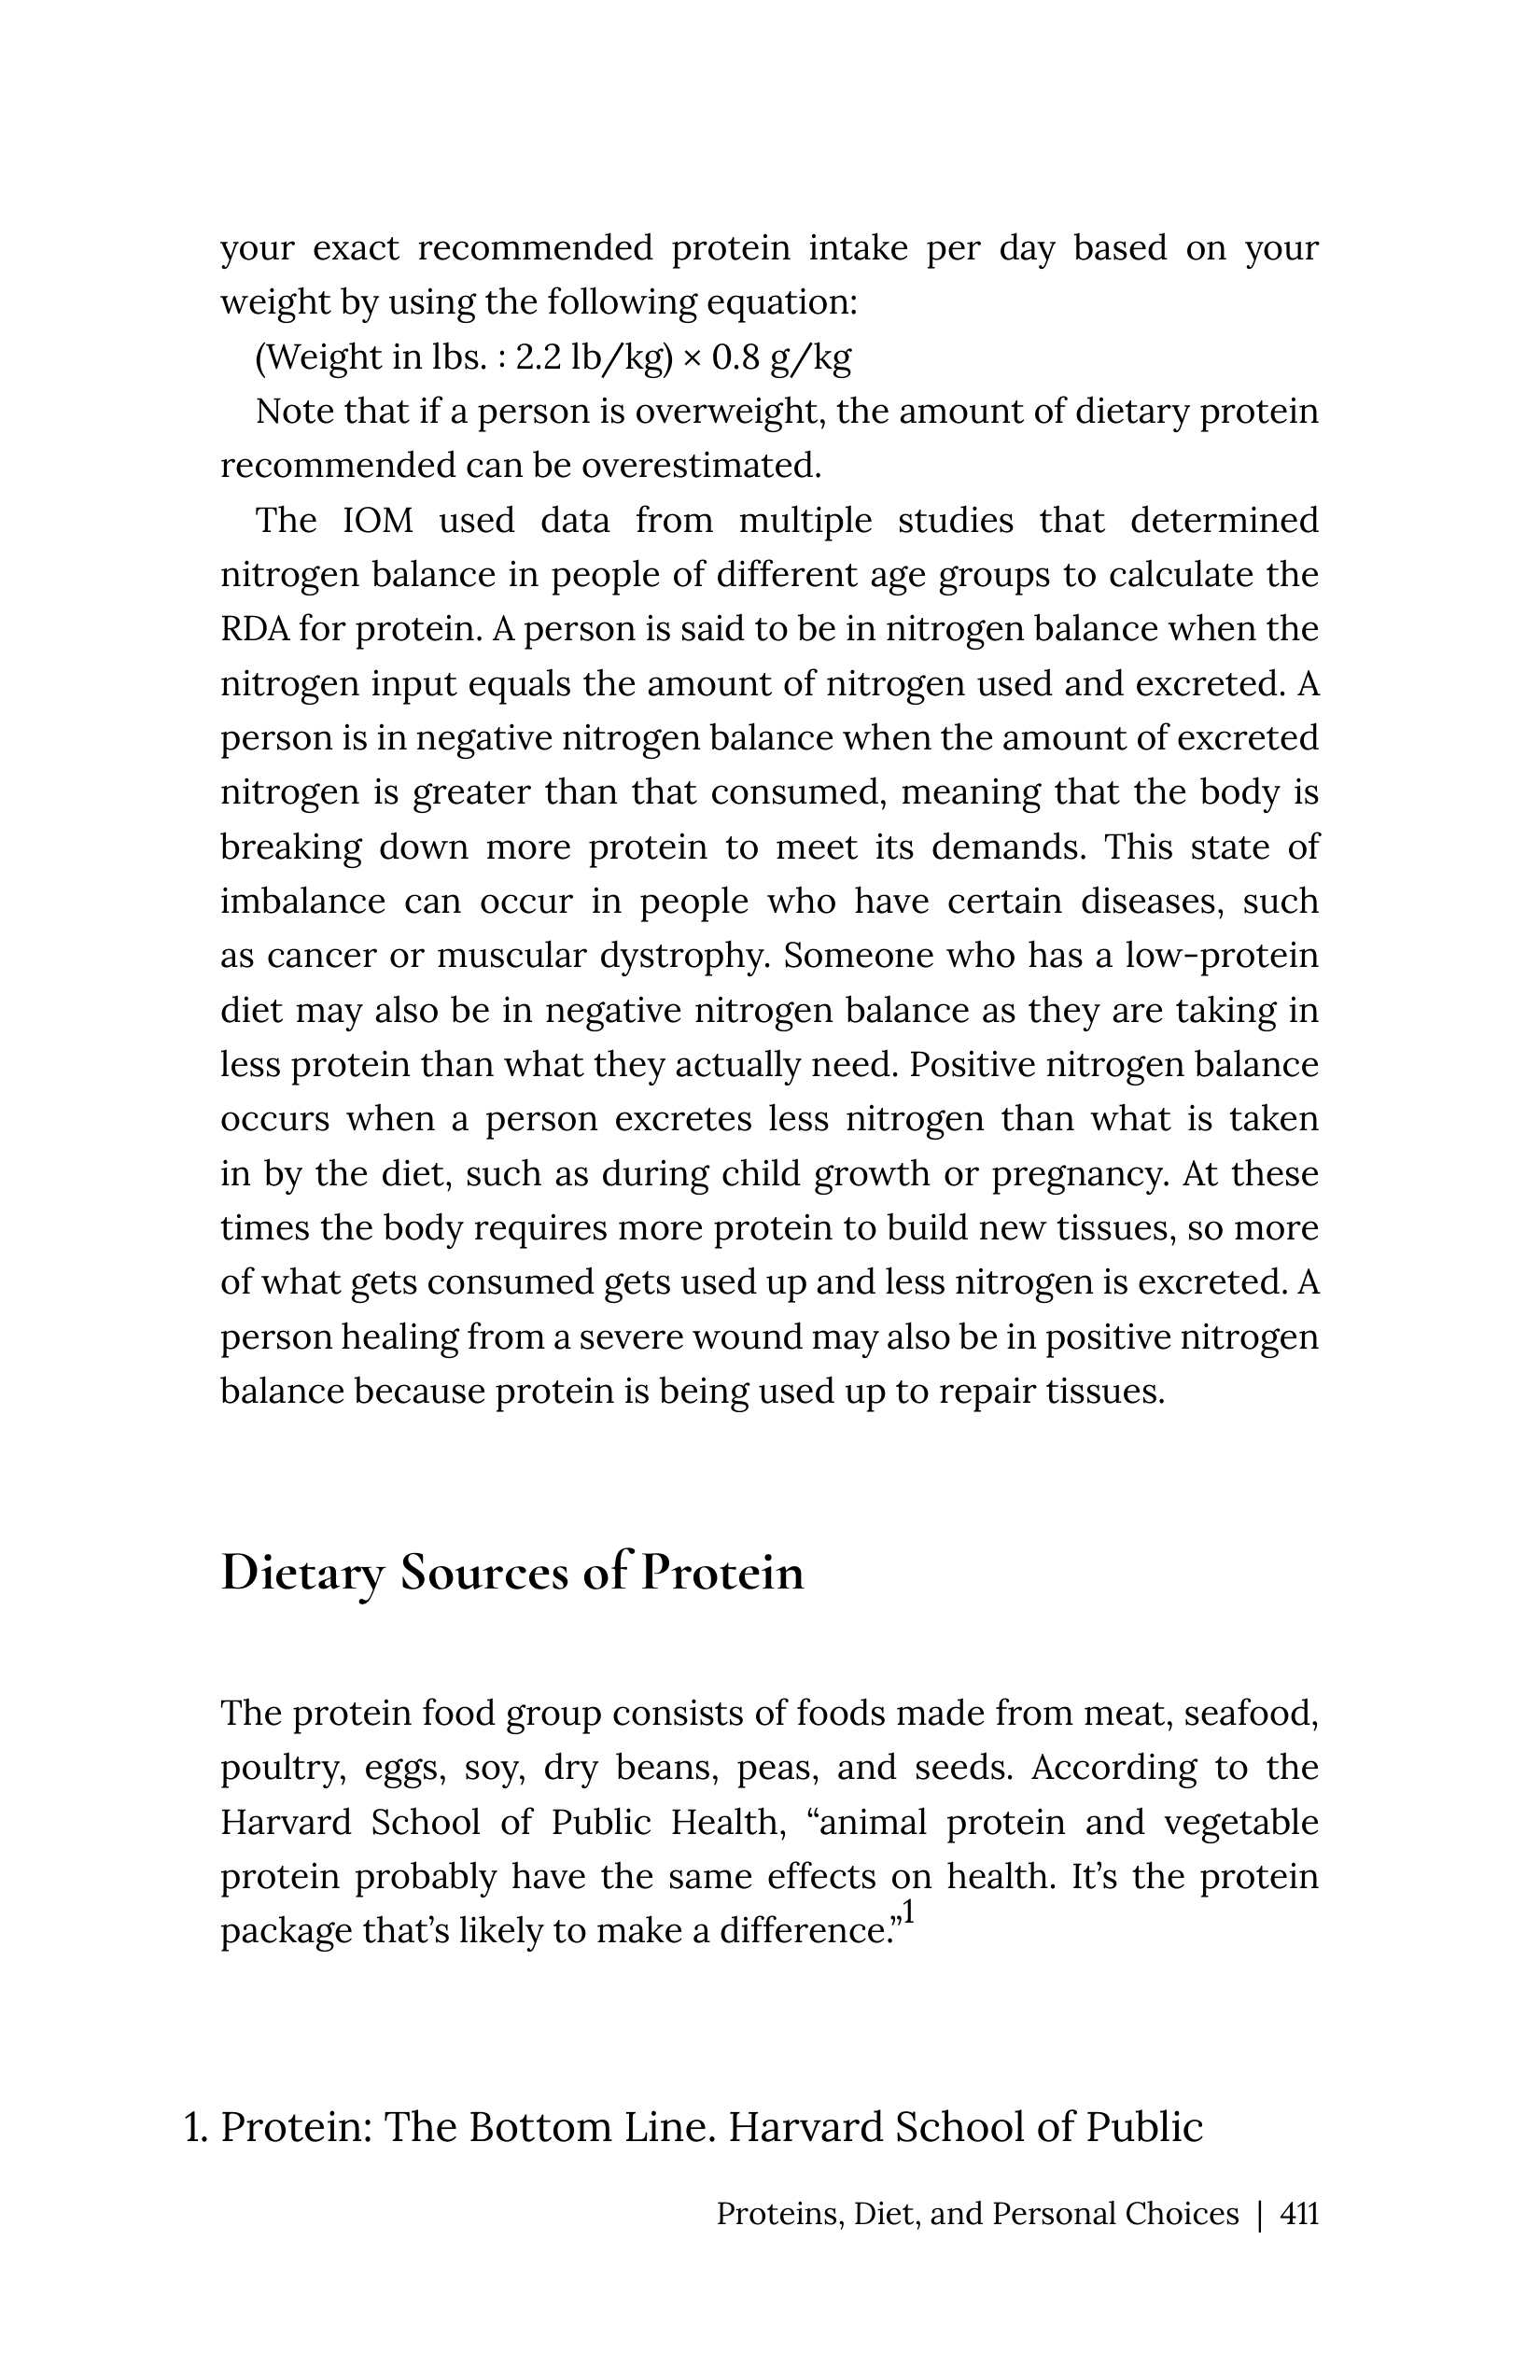 your exact recommended protein intake per day based on your
weight by using the following equation:
(Weight in lbs. : 2.2 lb/kg) × 0.8 g/kg
Note that if a person is overweight, the amount of dietary protein
recommended can be overestimated.
The IOM used data from multiple studies that determined
nitrogen balance in people of different age groups to calculate the
RDA for protein. A person is said to be in nitrogen balance when the
nitrogen input equals the amount of nitrogen used and excreted. A
person is in negative nitrogen balance when the amount of excreted
nitrogen is greater than that consumed, meaning that the body is
breaking down more protein to meet its demands. This state of
imbalance can occur in people who have certain diseases, such
as cancer or muscular dystrophy. Someone who has a low-protein
diet may also be in negative nitrogen balance as they are taking in
less protein than what they actually need. Positive nitrogen balance
occurs when a person excretes less nitrogen than what is taken
in by the diet, such as during child growth or pregnancy. At these
times the body requires more protein to build new tissues, so more
of what gets consumed gets used up and less nitrogen is excreted. A
person healing from a severe wound may also be in positive nitrogen
balance because protein is being used up to repair tissues.
Dietary Sources of Protein
The protein food group consists of foods made from meat, seafood,
poultry, eggs, soy, dry beans, peas, and seeds. According to the
Harvard School of Public Health, “animal protein and vegetable
protein probably have the same effects on health. It’s the protein
package that’s likely to make a difference.”1
1. Protein: The Bottom Line. Harvard School of Public
Proteins, Diet, and Personal Choices | 411